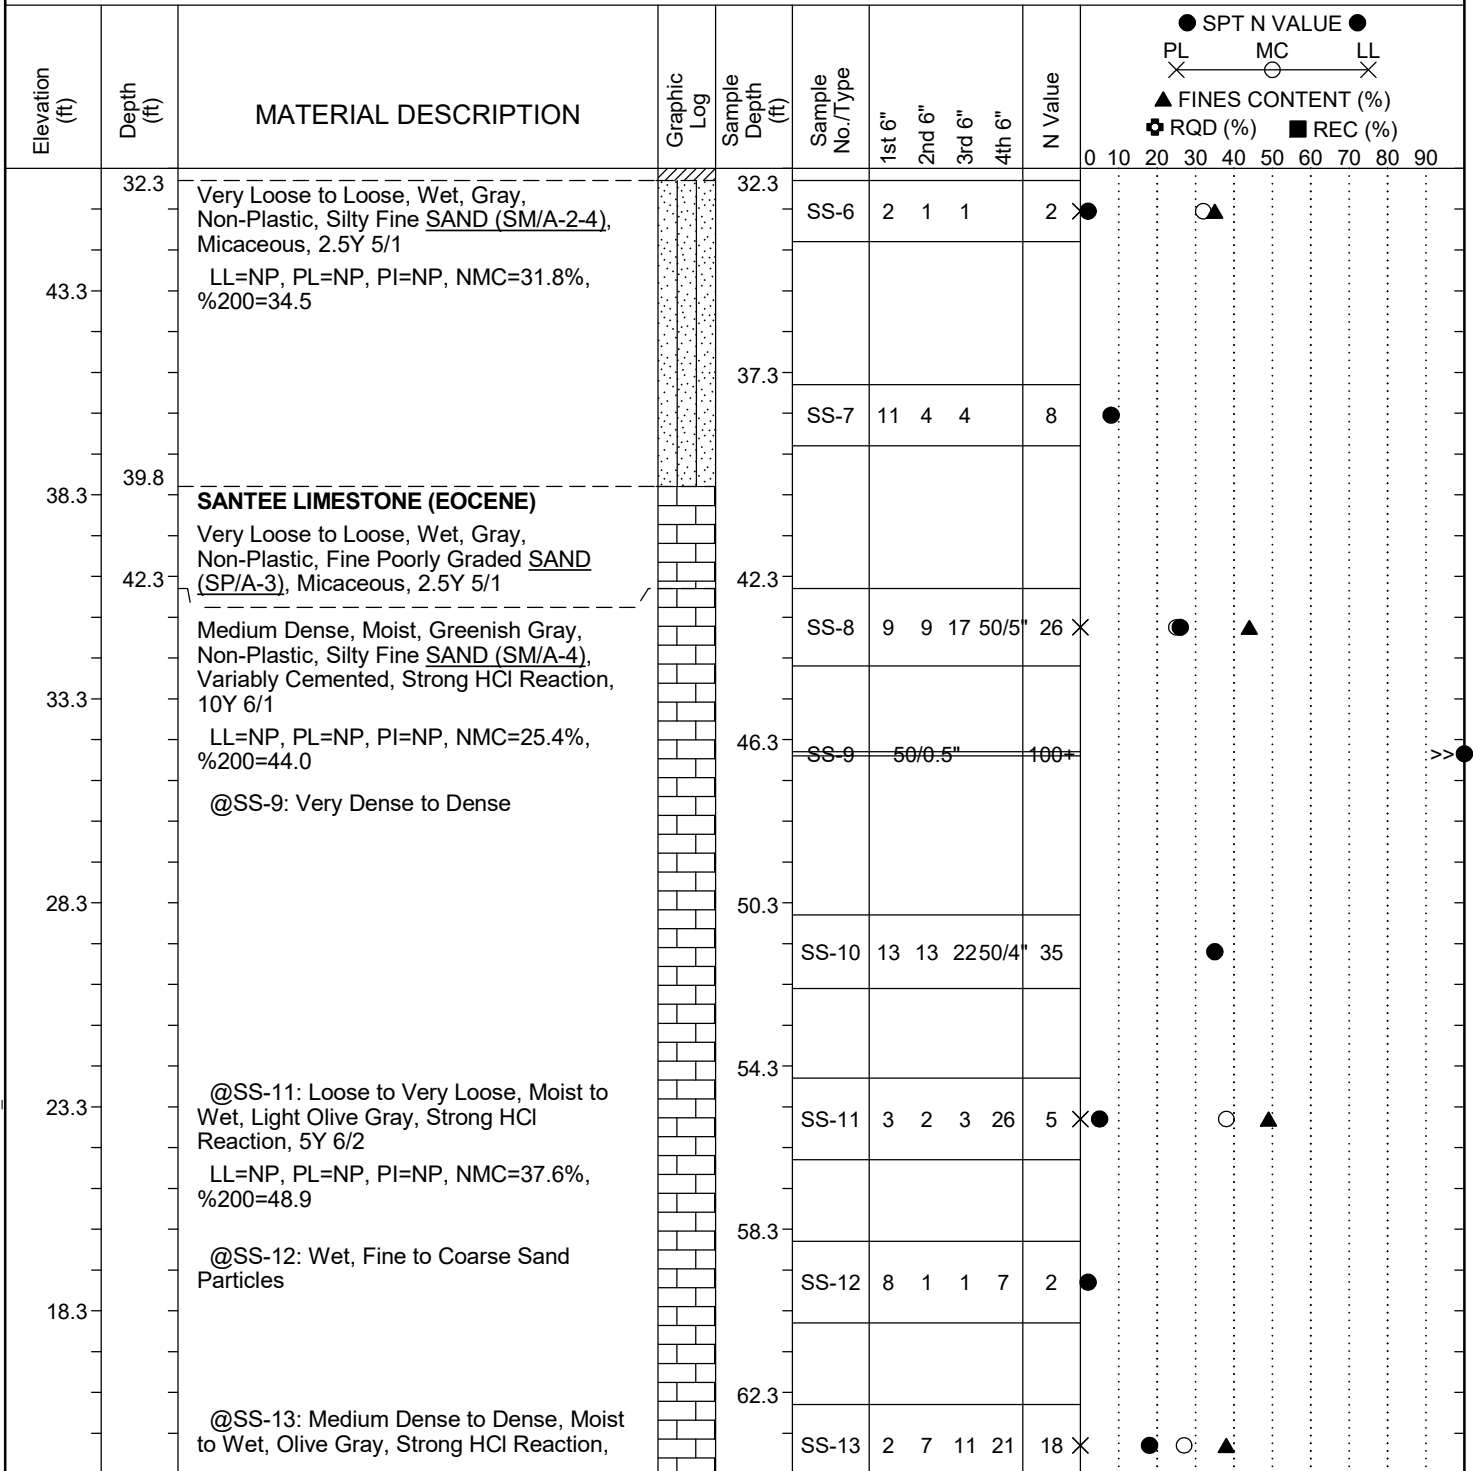 ● SPT N VALUE ●
PL MC LL
▲ FINES CONTENT (%)
RQD (%) ■ REC (%)
0 10 20 30 40 50 60 70 80 90
Elevation (ft)
Depth (ft)
MATERIAL DESCRIPTION
Graphic Log
Sample Depth (ft)
Sample No./Type
1st 6"
2nd 6"
3rd 6"
4th 6"
N Value
32.3
Very Loose to Loose, Wet, Gray,
Non-Plastic, Silty Fine SAND (SM/A-2-4),
Micaceous, 2.5Y 5/1
LL=NP, PL=NP, PI=NP, NMC=31.8%,
%200=34.5
32.3
SS-6 2 1 1 2
43.3
37.3
SS-7 11 4 4 8
39.8
38.3
SANTEE LIMESTONE (EOCENE)
Very Loose to Loose, Wet, Gray,
Non-Plastic, Fine Poorly Graded SAND
(SP/A-3), Micaceous, 2.5Y 5/1
42.3
42.3
Medium Dense, Moist, Greenish Gray,
Non-Plastic, Silty Fine SAND (SM/A-4),
Variably Cemented, Strong HCl Reaction,
10Y 6/1
SS-8 9 9 17 50/5" 26
33.3
LL=NP, PL=NP, PI=NP, NMC=25.4%,
%200=44.0
46.3
SS-9 50/0.5" 100+ >>
@SS-9: Very Dense to Dense
28.3
50.3
SS-10 13 13 22 50/4" 35
54.3
@SS-11: Loose to Very Loose, Moist to
Wet, Light Olive Gray, Strong HCl
Reaction, 5Y 6/2
23.3
SS-11 3 2 3 26 5
LL=NP, PL=NP, PI=NP, NMC=37.6%,
%200=48.9
58.3
@SS-12: Wet, Fine to Coarse Sand
Particles
SS-12 8 1 1 7 2
18.3
62.3
@SS-13: Medium Dense to Dense, Moist
to Wet, Olive Gray, Strong HCl Reaction,
SS-13 2 7 11 21 18